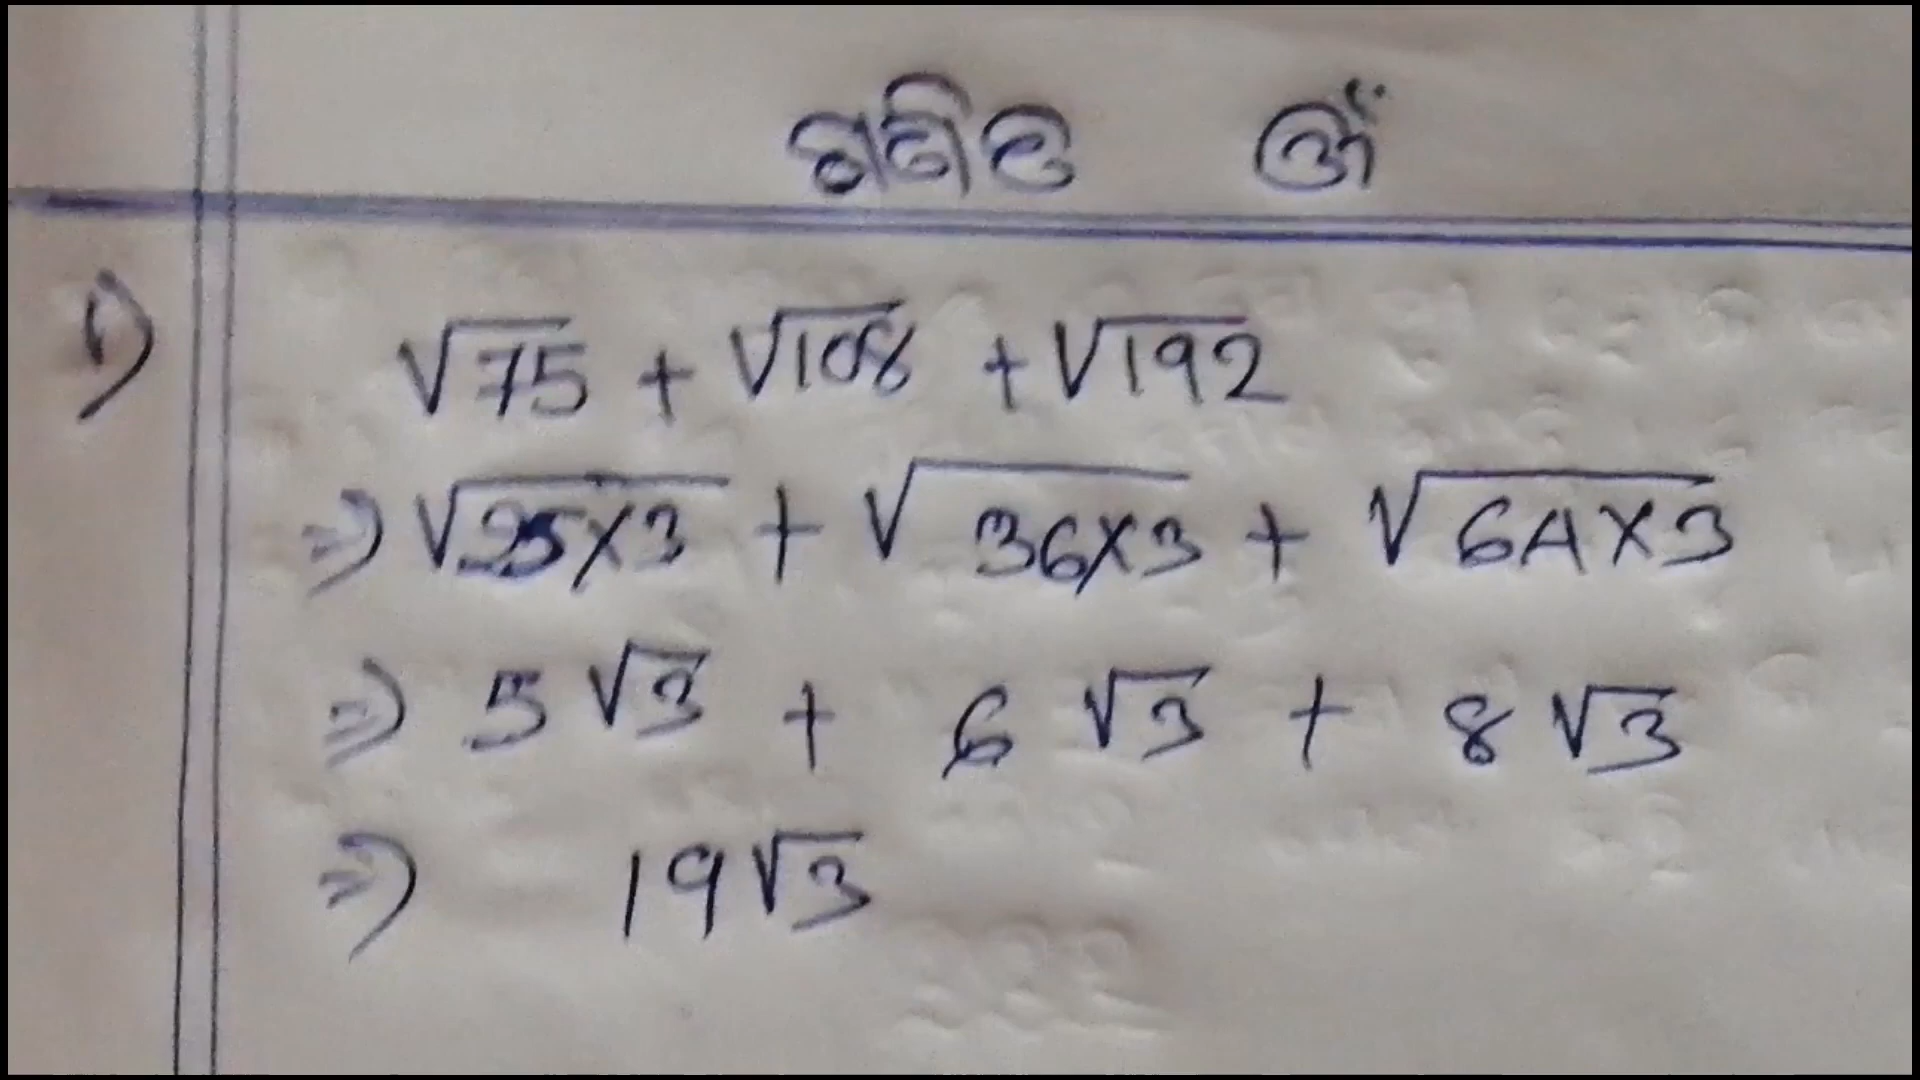 ଗଣିତ ଓଁ
1) √75 + √108 + √192
⇒ √25×3 + √36×3 + √64×3
⇒ 5√3 + 6√3 + 8√3
⇒ 19√3